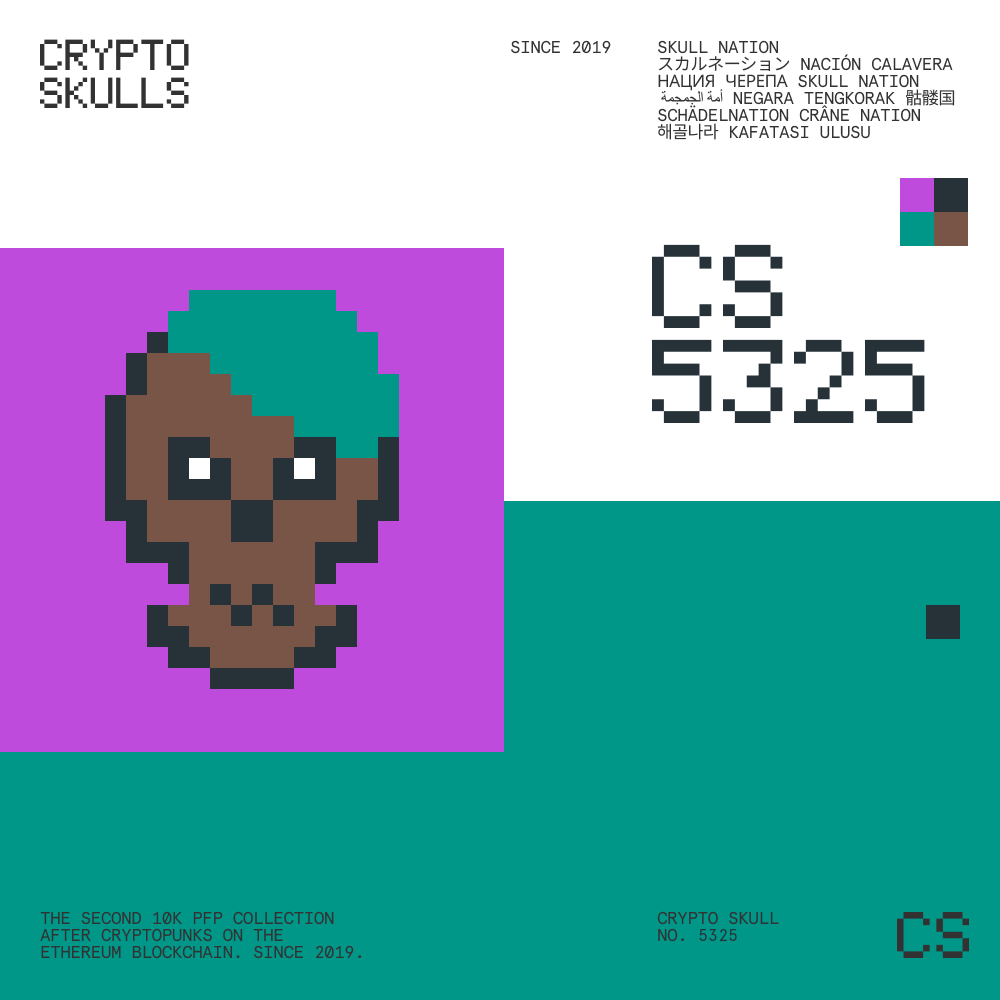 CRYPTO
SKULLS
SINCE 2019
SKULL NATION
スカルネーション NACIÓN CALAVERA
НАЦИЯ ЧЕРЕПА SKULL NATION
أمة الجمجمة NEGARA TENGKORAK 骷髅国
SCHÄDELNATION CRÂNE NATION
해골나라 KAFATASI ULUSU
CS
5325
THE SECOND 10K PFP COLLECTION
AFTER CRYPTOPUNKS ON THE
ETHEREUM BLOCKCHAIN. SINCE 2019.
CRYPTO SKULL
NO. 5325
CS